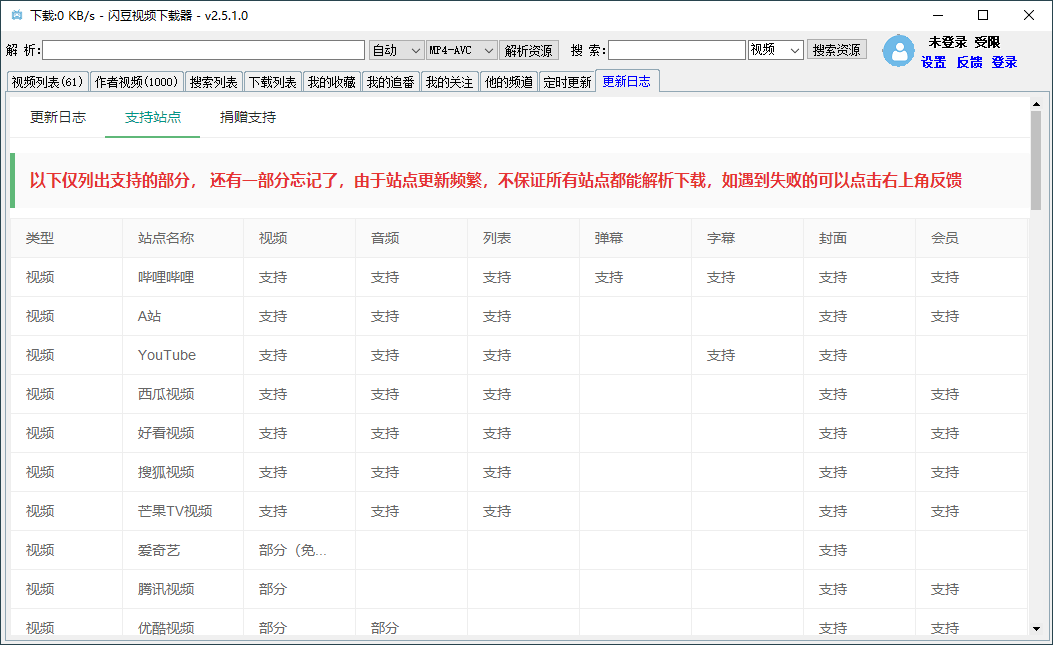 下载:0 KB/s - 闪豆视频下载器 - v2.5.1.0
解 析: 自动 MP4-AVC 解析资源 搜 索: 视频 搜索资源 未登录 受限
设置 反馈 登录
视频列表(61) 作者视频(1000) 搜索列表 下载列表 我的收藏 我的追番 我的关注 他的频道 定时更新 更新日志
更新日志 支持站点 捐赠支持
以下仅列出支持的部分， 还有一部分忘记了，由于站点更新频繁，不保证所有站点都能解析下载，如遇到失败的可以点击右上角反馈
类型 站点名称 视频 音频 列表 弹幕 字幕 封面 会员
视频 哔哩哔哩 支持 支持 支持 支持 支持 支持 支持
视频 A站 支持 支持 支持 支持 支持
视频 YouTube 支持 支持 支持 支持 支持
视频 西瓜视频 支持 支持 支持 支持 支持
视频 好看视频 支持 支持 支持 支持 支持
视频 搜狐视频 支持 支持 支持 支持 支持
视频 芒果TV视频 支持 支持 支持 支持 支持
视频 爱奇艺 部分（免... 支持
视频 腾讯视频 部分 支持 支持
视频 优酷视频 部分 部分 支持 支持